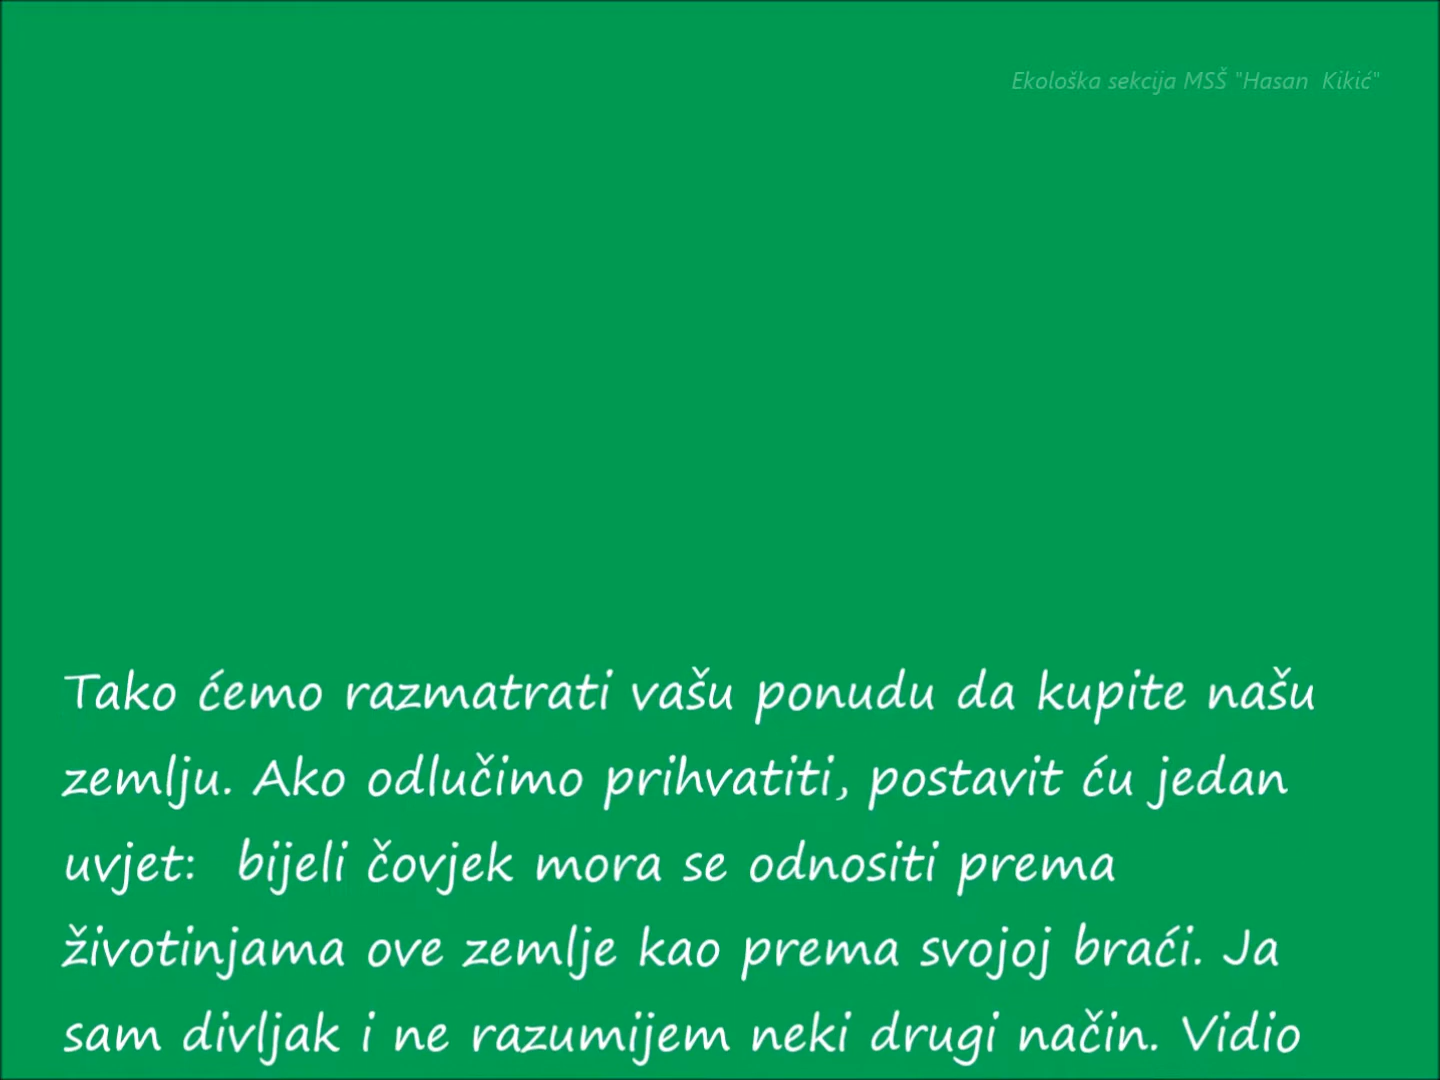 Ekološka sekcija MSŠ "Hasan  Kikić"
Tako ćemo razmatrati vašu ponudu da kupite našu
zemlju. Ako odlučimo prihvatiti, postavit ću jedan
uvjet:  bijeli čovjek mora se odnositi prema
životinjama ove zemlje kao prema svojoj braći. Ja
sam divljak i ne razumijem neki drugi način. Vidio